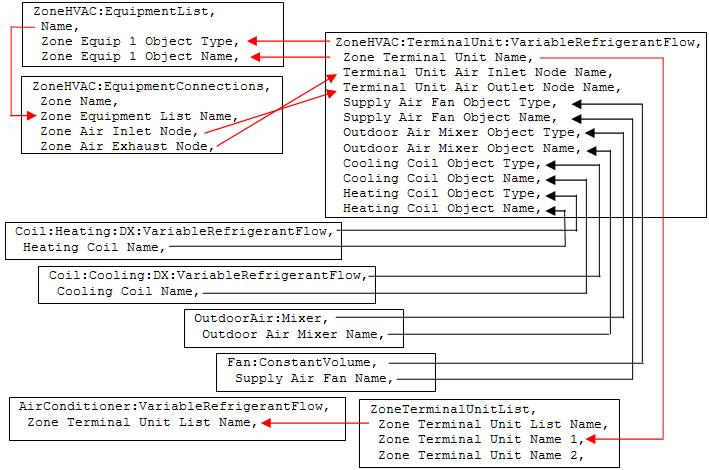 ZoneHVAC:EquipmentList,
Name,
Zone Equip 1 Object Type,
Zone Equip 1 Object Name,
ZoneHVAC:EquipmentConnections,
Zone Name,
Zone Equipment List Name,
Zone Air Inlet Node,
Zone Air Exhaust Node,
ZoneHVAC:TerminalUnit:VariableRefrigerantFlow,
Zone Terminal Unit Name,
Terminal Unit Air Inlet Node Name,
Terminal Unit Air Outlet Node Name,
Supply Air Fan Object Type,
Supply Air Fan Object Name,
Outdoor Air Mixer Object Type,
Outdoor Air Mixer Object Name,
Cooling Coil Object Type,
Cooling Coil Object Name,
Heating Coil Object Type,
Heating Coil Object Name,
Coil:Heating:DX:VariableRefrigerantFlow,
Heating Coil Name,
Coil:Cooling:DX:VariableRefrigerantFlow,
Cooling Coil Name,
OutdoorAir:Mixer,
Outdoor Air Mixer Name,
Fan:ConstantVolume,
Supply Air Fan Name,
AirConditioner:VariableRefrigerantFlow,
Zone Terminal Unit List Name,
ZoneTerminalUnitList,
Zone Terminal Unit List Name,
Zone Terminal Unit Name 1,
Zone Terminal Unit Name 2,